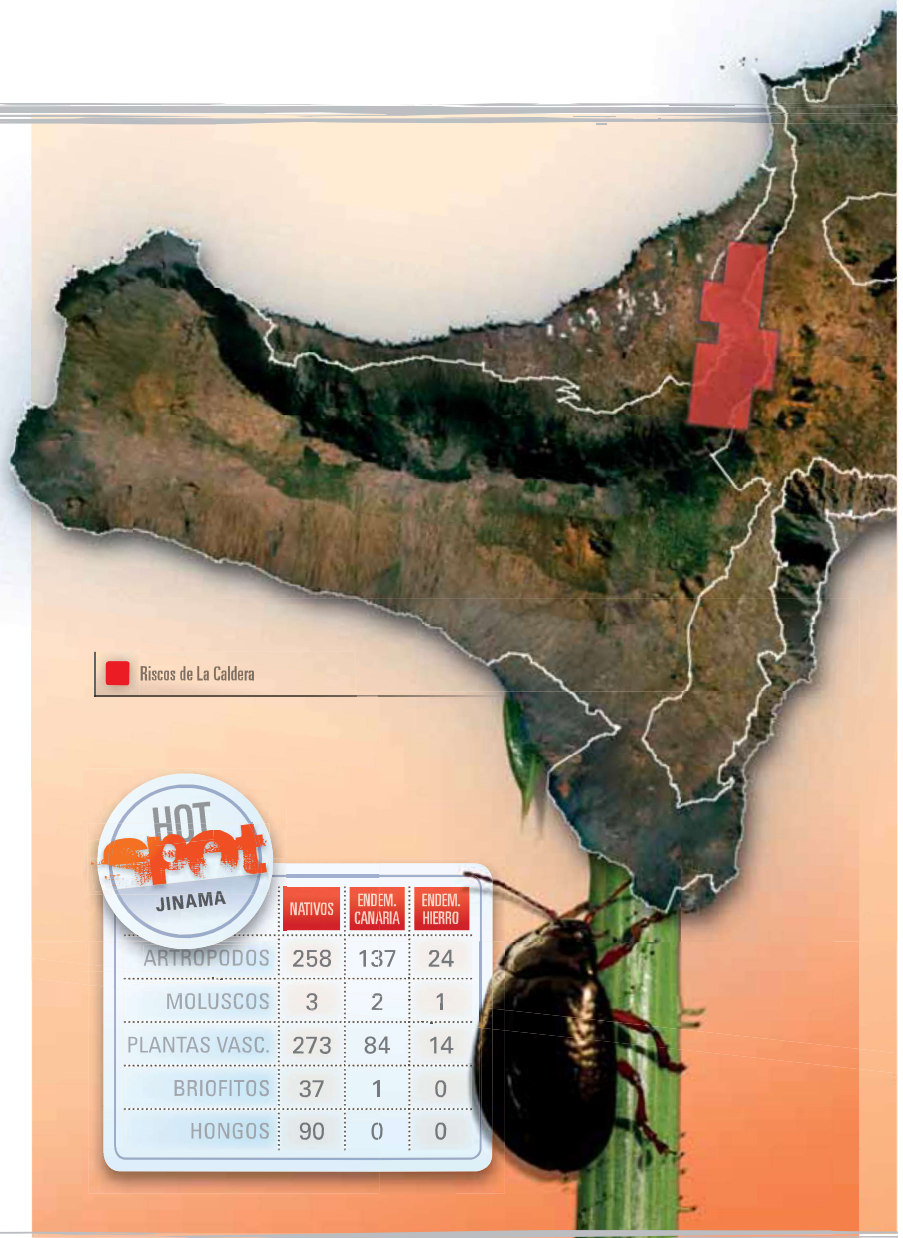 Riscos de La Caldera
HOT
spot
JINAMA
NATIVOS ENDEM. CANARIA ENDEM. HIERRO
ARTROPODOS 258 137 24
MOLUSCOS 3 2 1
PLANTAS VASC. 273 84 14
BRIOFITOS 37 1 0
HONGOS 90 0 0